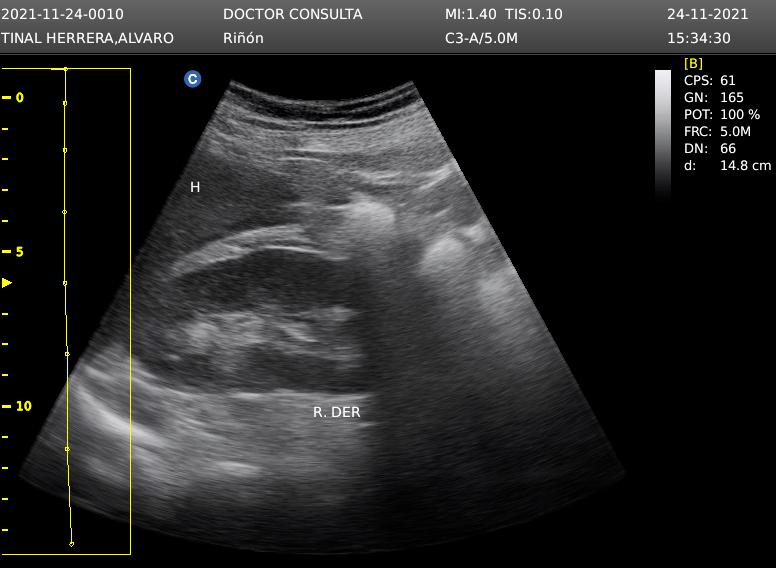 2021-11-24-0010 DOCTOR CONSULTA MI:1.40 TIS:0.10 24-11-2021
TINAL HERRERA,ALVARO Riñón C3-A/5.0M 15:34:30
[B]
C
CPS: 61
0
GN: 165
POT: 100 %
FRC: 5.0M
DN: 66
d: 14.8 cm
H
5
10
R. DER